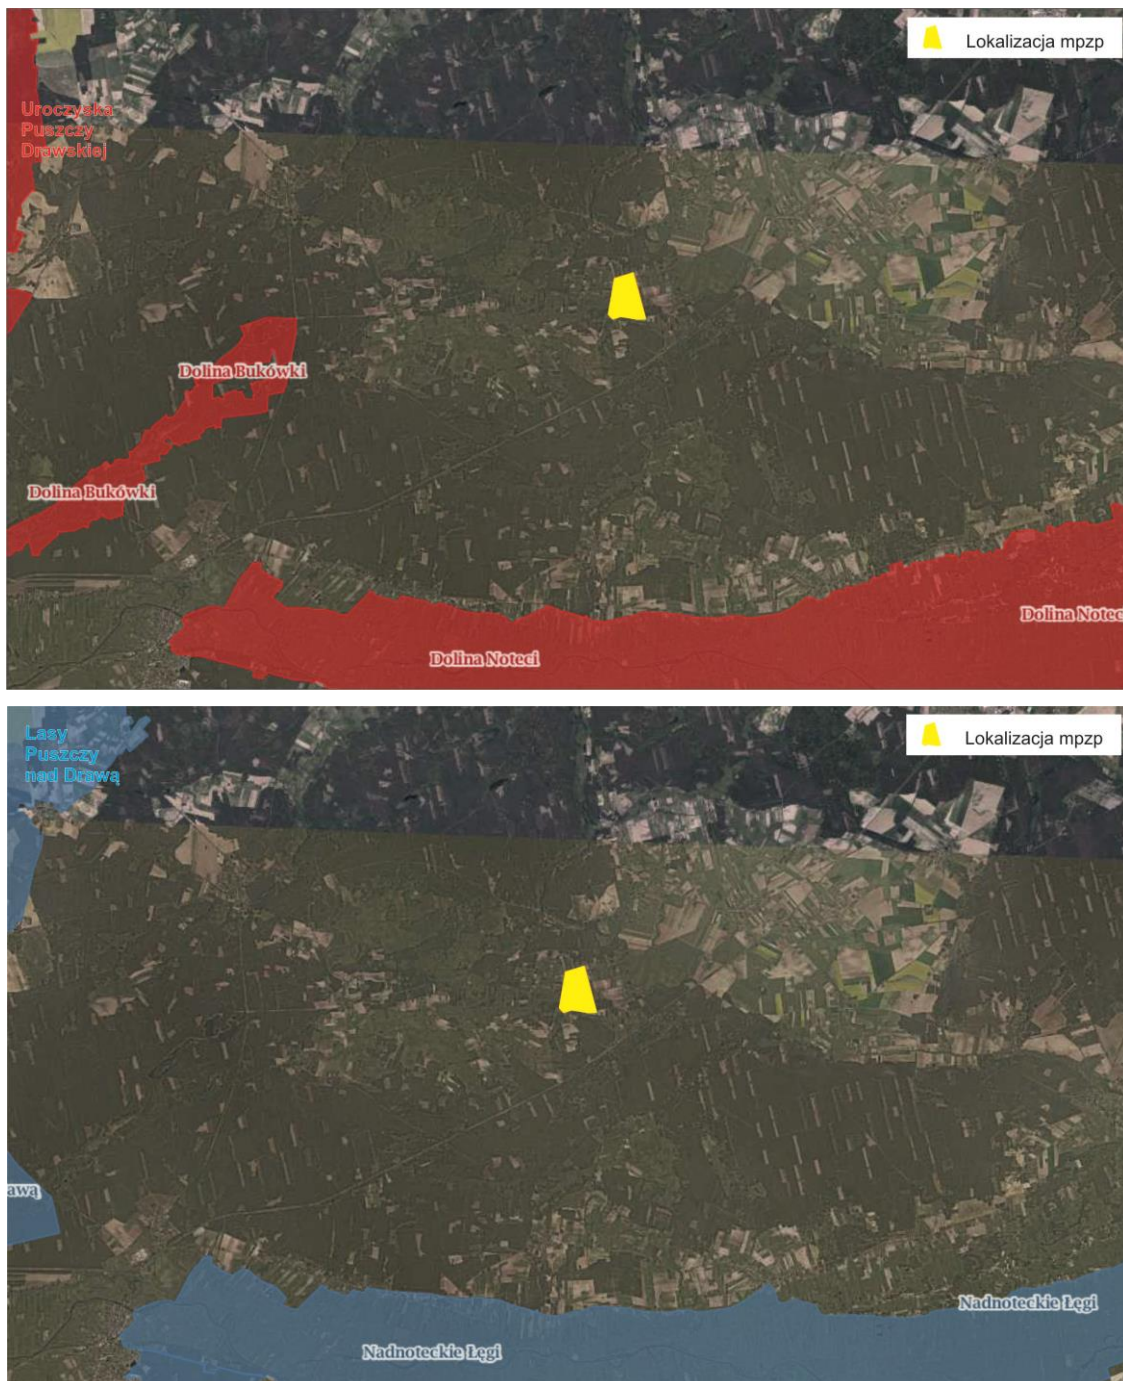 Lokalizacja mpzp
Uroczyska
Puszczy
Drawskiej
Dolina Bukówki
Dolina Bukówki
Dolina Notec
Dolina Noteci
Lokalizacja mpzp
Lasy
Puszczy
nad Drawą
awą
Nadnoteckie Łęgi
Nadnoteckie Łęgi